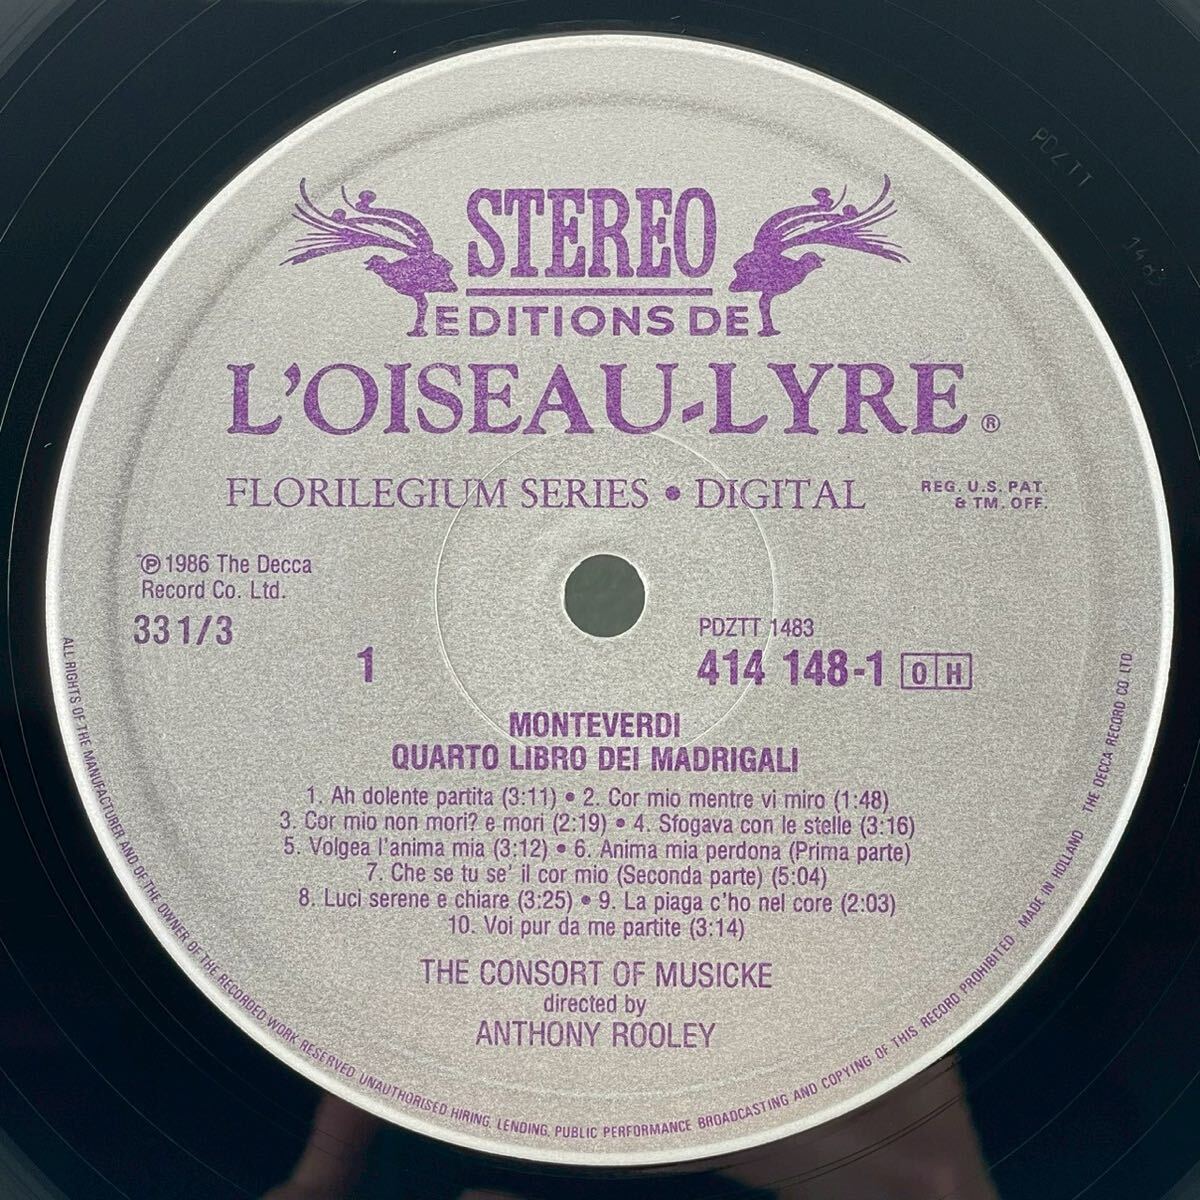 STEREO
EDITIONS DE
L'OISEAU-LYRE ®
FLORILEGIUM SERIES • DIGITAL
REG. U.S. PAT.
& TM. OFF.
℗ 1986 The Decca
Record Co. Ltd.
33 1/3
1
PDZTT 1483
414 148-1 O H
MONTEVERDI
QUARTO LIBRO DEI MADRIGALI
1. Ah dolente partita (3:11) • 2. Cor mio mentre vi miro (1:48)
3. Cor mio non mori? e mori (2:19) • 4. Sfogava con le stelle (3:16)
5. Volgea l'anima mia (3:12) • 6. Anima mia perdona (Prima parte)
7. Che se tu se' il cor mio (Seconda parte) (5:04)
8. Luci serene e chiare (3:25) • 9. La piaga c'ho nel core (2:03)
10. Voi pur da me partite (3:14)
THE CONSORT OF MUSICKE
directed by
ANTHONY ROOLEY
ALL RIGHTS OF THE MANUFACTURER AND OF THE OWNER OF THE RECORDED WORK RESERVED UNAUTHORISED HIRING, LENDING, PUBLIC PERFORMANCE BROADCASTING AND COPYING OF THIS RECORD PROHIBITED MADE IN HOLLAND THE DECCA RECORD CO. LTD.
PDZTT